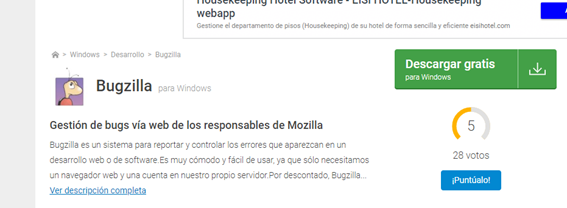 Housekeeping Hotel Software - EISI HOTEL-Housekeeping
webapp
Gestione el departamento de pisos (Housekeeping) de su hotel de forma sencilla y eficiente eisihotel.com
> Windows > Desarrollo > Bugzilla
Bugzilla para Windows
Descargar gratis
para Windows
5
28 votos
¡Puntúalo!
Gestión de bugs vía web de los responsables de Mozilla
Bugzilla es un sistema para reportar y controlar los errores que aparezcan en un
desarrollo web o de software.Es muy cómodo y fácil de usar, ya que sólo necesitamos
un navegador web y una cuenta en nuestro propio servidor.Por descontado, Bugzilla...
Ver descripción completa